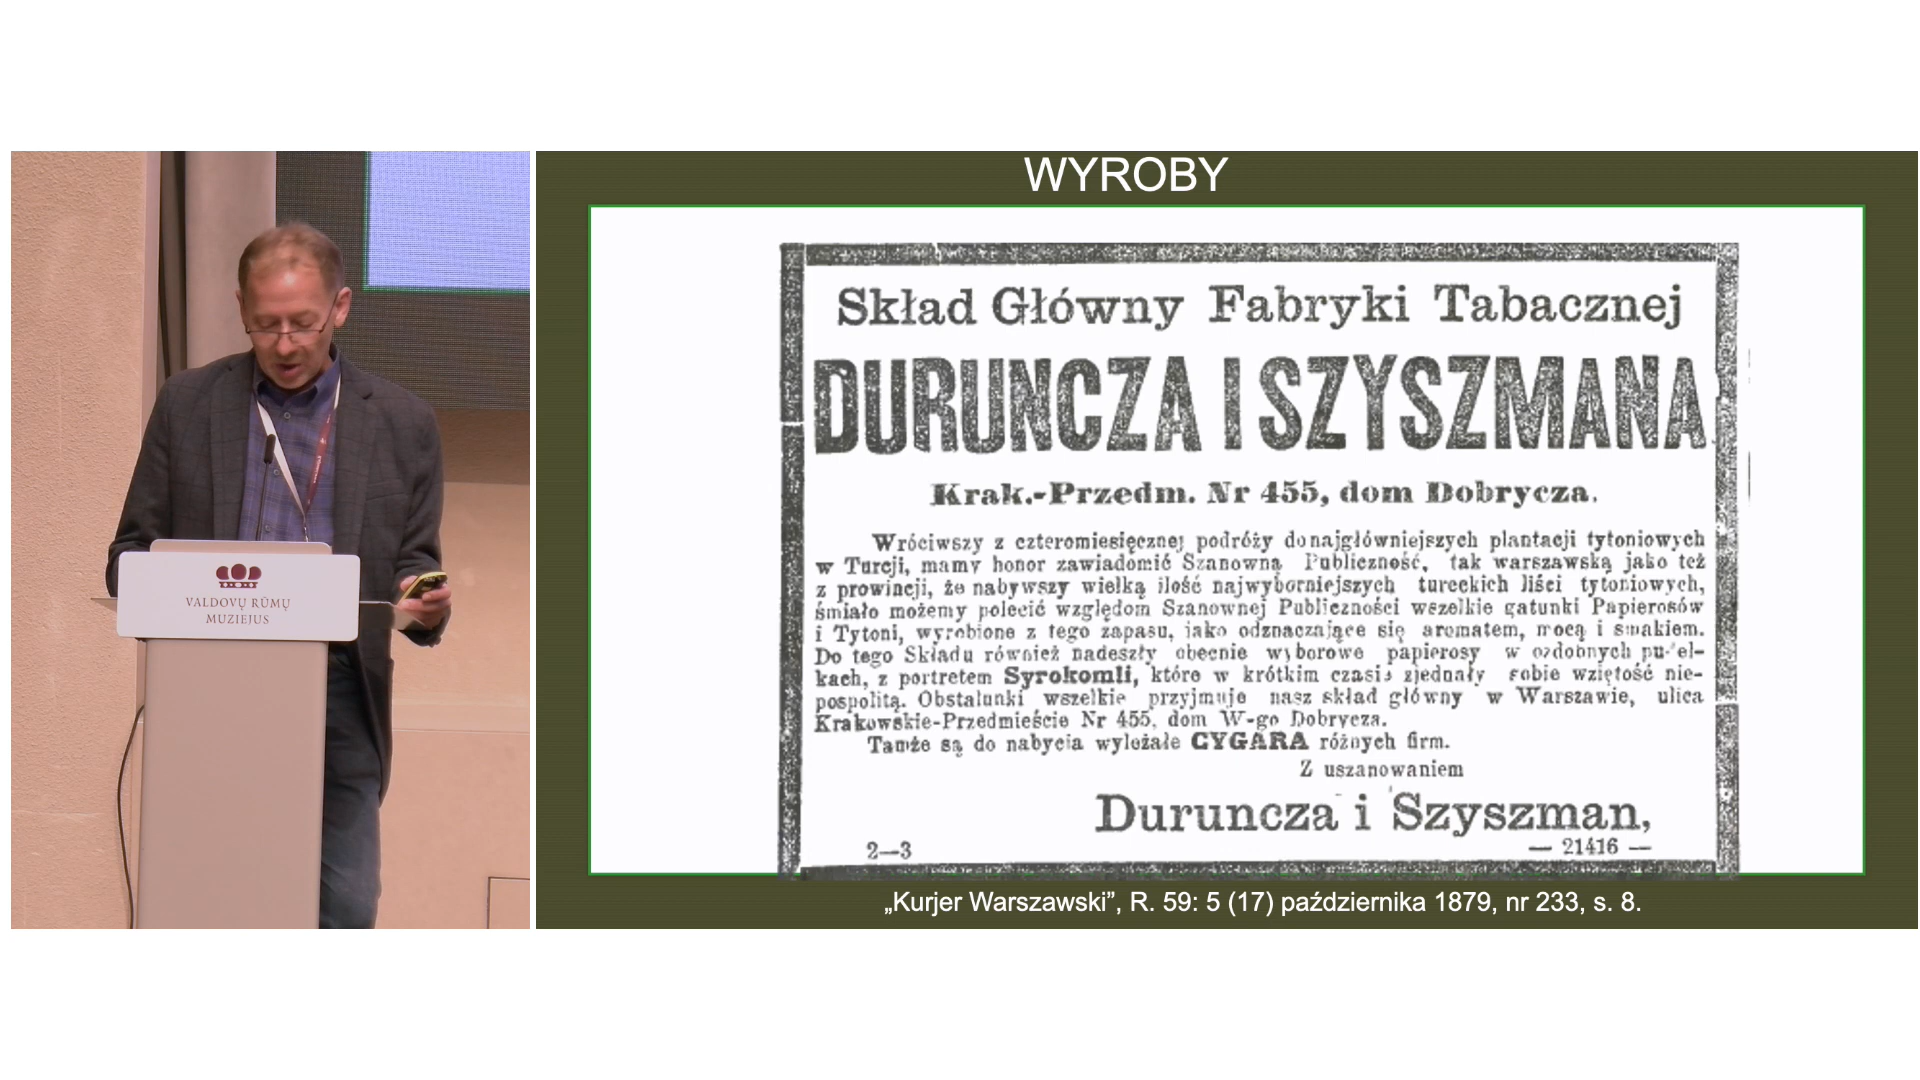 VALDOVŲ RŪMŲ
MUZIEJUS
WYROBY
Skład Główny Fabryki Tabacznej
DURUNCZA I SZYSZMANA
Krak.-Przedm. Nr 455, dom Dobrycza.
Wróciwszy z czteromiesięcznej podróży do najgłówniejszych plantacji tytoniowych
w Turcji, mamy honor zawiadomić Szanowną Publiczność, tak warszawską jako też
z prowincji, że nabywszy wielką ilość najwyborniejszych tureckich liści tytoniowych,
śmiało możemy polecić względom Szanownej Publiczności wszelkie gatunki Papierosów
i Tytoni, wyrobione z tego zapasu, jako odznaczające się aromatem, mocą i smakiem.
Do tego Składu również nadeszły obecnie wyborowe papierosy w ozdobnych pudeł-
kach, z portretem Syrokomli, które w krótkim czasie zjednały sobie wziętość nie-
pospolitą. Obstalunki wszelkie przyjmuje nasz skład główny w Warszawie, ulica
Krakowskie-Przedmieście Nr 455, dom W-go Dobrycza.
Tamże są do nabycia wyleżałe CYGARA różnych firm.
Z uszanowaniem
Duruncza i Szyszman,
2—3 — 21416 —
„Kurjer Warszawski”, R. 59: 5 (17) października 1879, nr 233, s. 8.